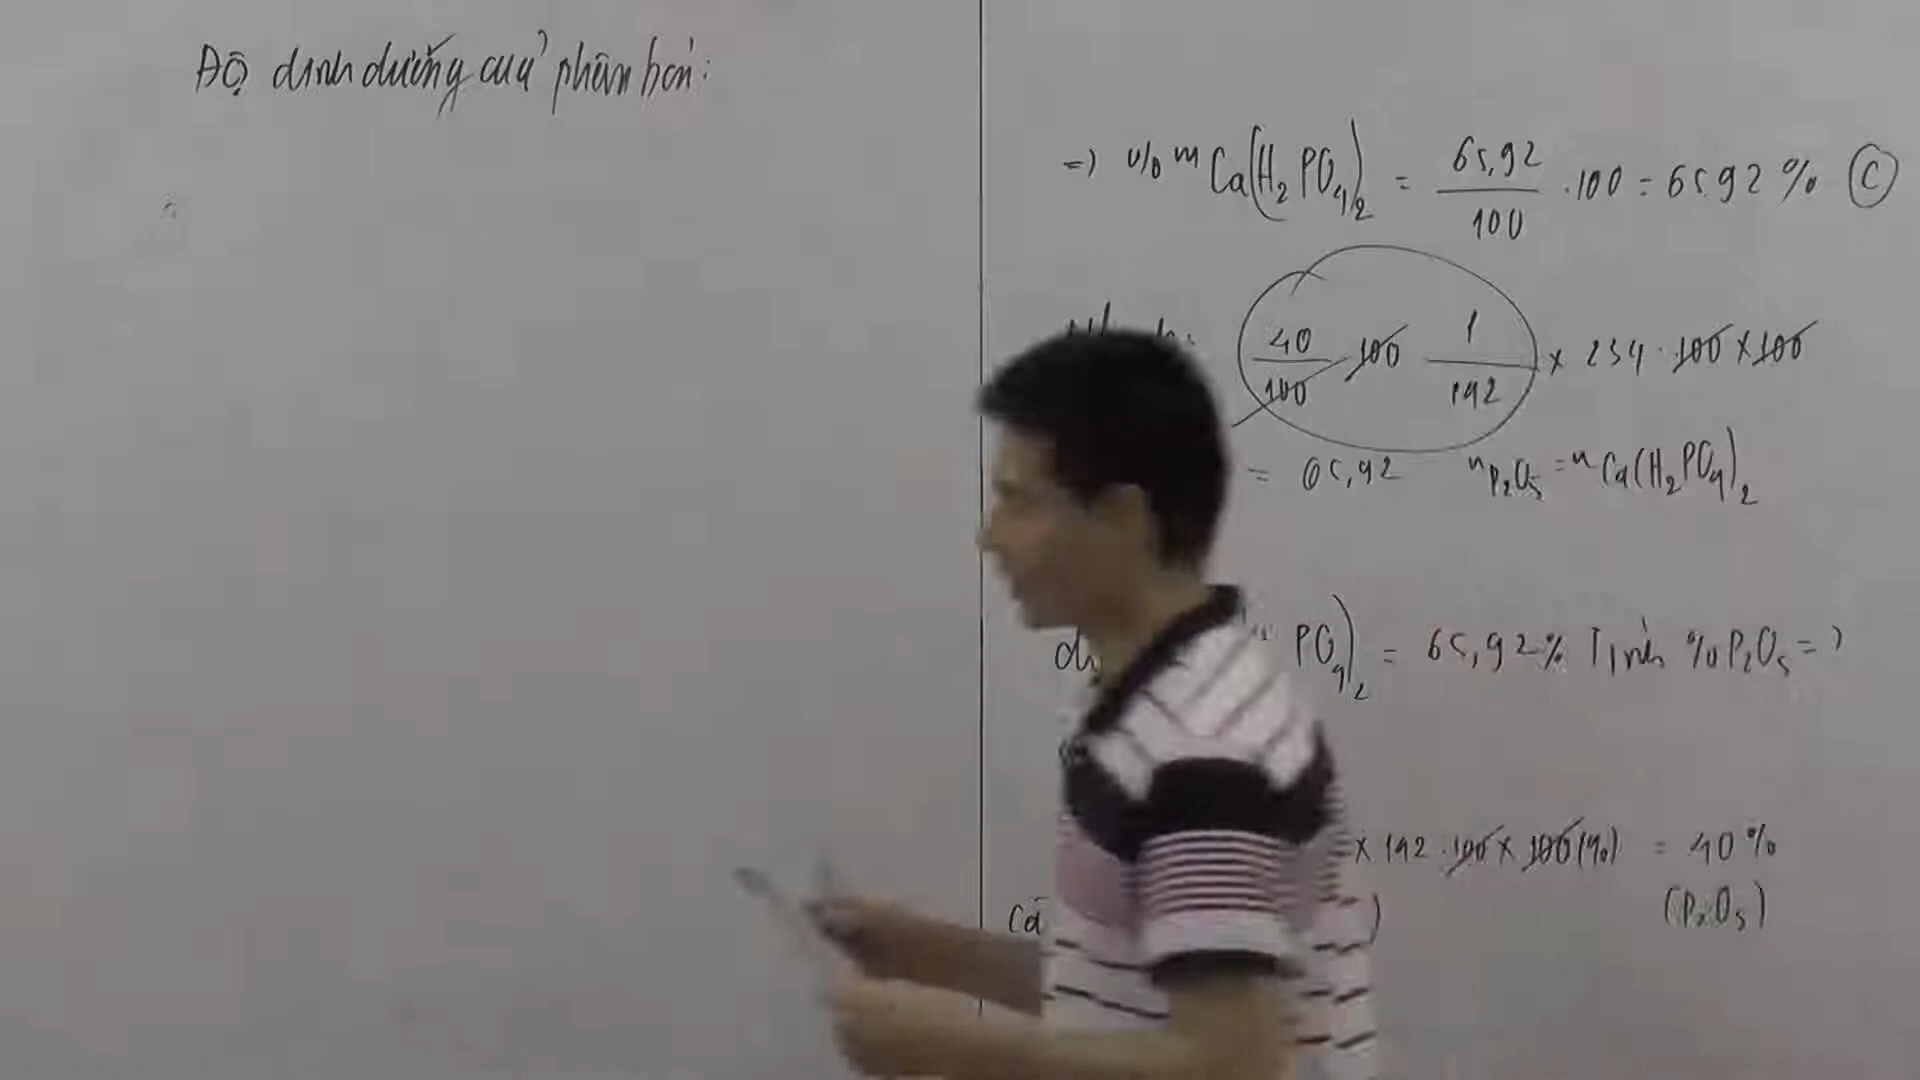 Độ dinh dưỡng của phân bón:
=> % m Ca(H₂PO₄)₂ = 65,92 / 100 . 100 = 65,92 % Ⓒ
40 / 100 . 100 . 1 / 192 x 234 . 100 x 100
= 65,92 n P₂O₅ = n Ca(H₂PO₄)₂
PO₄)₂ = 65,92% Tính % P₂O₅ = ?
x 142 . 100 x 100 (%) = 40 %
(P₂O₅)